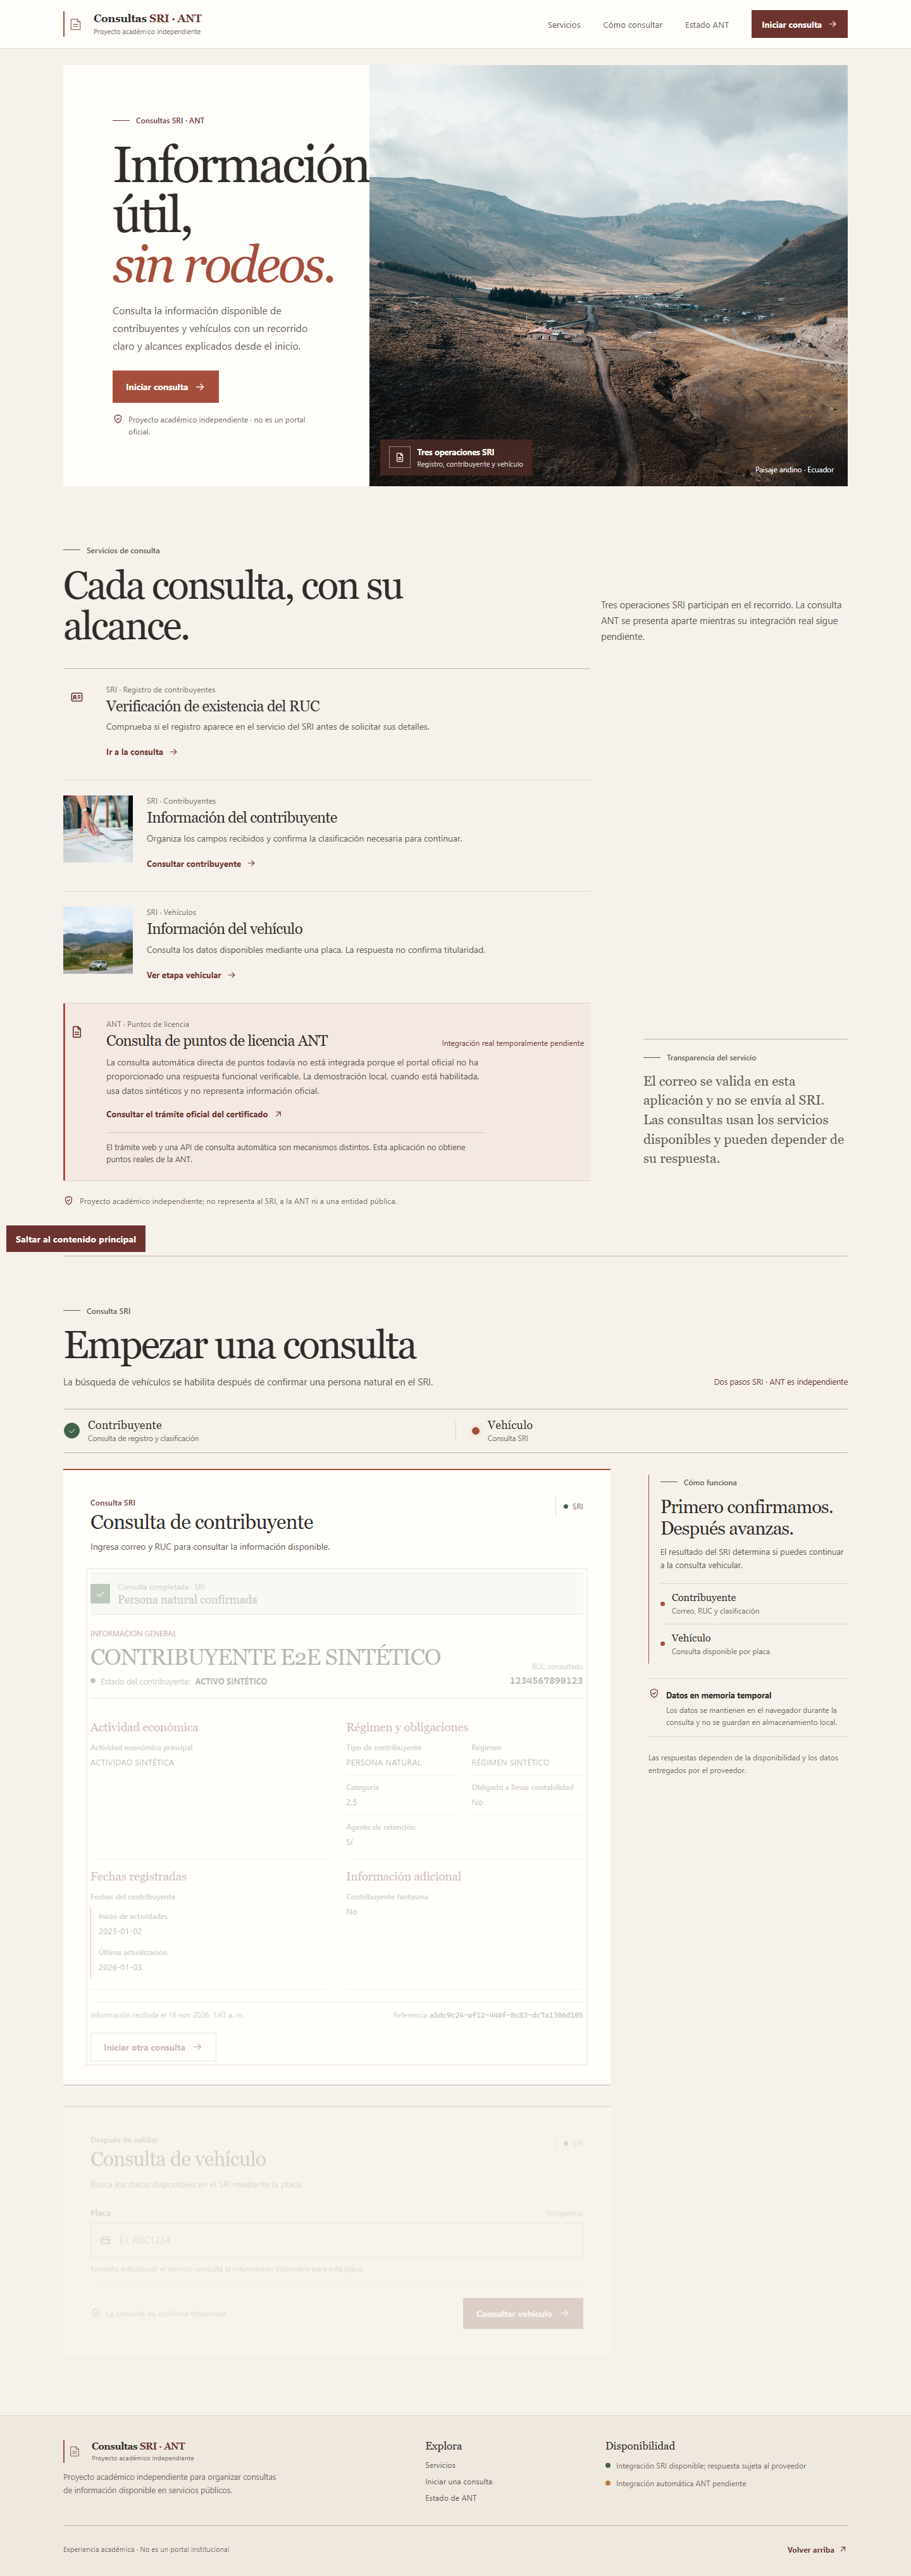 Consultas SRI · ANT
Proyecto académico independiente
Servicios
Cómo consultar
Estado ANT
Iniciar consulta
Consultas SRI · ANT
Información
útil,
sin rodeos.
Consulta la información disponible de
contribuyentes y vehículos con un recorrido
claro y alcances explicados desde el inicio.
Iniciar consulta
Proyecto académico independiente · no es un portal
oficial.
Tres operaciones SRI
Registro, contribuyente y vehículo
Paisaje andino · Ecuador
Servicios de consulta
Cada consulta, con su
alcance.
Tres operaciones SRI participan en el recorrido. La consulta
ANT se presenta aparte mientras su integración real sigue
pendiente.
SRI · Registro de contribuyentes
Verificación de existencia del RUC
Comprueba si el registro aparece en el servicio del SRI antes de solicitar sus detalles.
Ir a la consulta
SRI · Contribuyentes
Información del contribuyente
Organiza los campos recibidos y confirma la clasificación necesaria para continuar.
Consultar contribuyente
SRI · Vehículos
Información del vehículo
Consulta los datos disponibles mediante una placa. La respuesta no confirma titularidad.
Ver etapa vehicular
ANT · Puntos de licencia
Consulta de puntos de licencia ANT
Integración real temporalmente pendiente
La consulta automática directa de puntos todavía no está integrada porque el portal oficial no ha
proporcionado una respuesta funcional verificable. La demostración local, cuando está habilitada,
usa datos sintéticos y no representa información oficial.
Consultar el trámite oficial del certificado
El trámite web y una API de consulta automática son mecanismos distintos. Esta aplicación no obtiene
puntos reales de la ANT.
Transparencia del servicio
El correo se valida en esta
aplicación y no se envía al SRI.
Las consultas usan los servicios
disponibles y pueden depender de
su respuesta.
Proyecto académico independiente; no representa al SRI, a la ANT ni a una entidad pública.
Saltar al contenido principal
Consulta SRI
Empezar una consulta
La búsqueda de vehículos se habilita después de confirmar una persona natural en el SRI.
Dos pasos SRI · ANT es independiente
Contribuyente
Consulta de registro y clasificación
Vehículo
Consulta SRI
Consulta SRI
Consulta de contribuyente
SRI
Ingresa correo y RUC para consultar la información disponible.
Consulta completada · SRI
Persona natural confirmada
INFORMACIÓN GENERAL
CONTRIBUYENTE E2E SINTÉTICO
Estado del contribuyente: ACTIVO SINTÉTICO
RUC consultado
1234567890123
Actividad económica
Actividad económica principal
ACTIVIDAD SINTÉTICA
Régimen y obligaciones
Tipo de contribuyente
PERSONA NATURAL
Régimen
RÉGIMEN SINTÉTICO
Categoría
2.5
Obligado a llevar contabilidad
No
Agente de retención
Sí
Fechas registradas
Fechas del contribuyente
Inicio de actividades
2025-01-02
Última actualización
2026-01-03
Información adicional
Contribuyente fantasma
No
Información recibida el 16 nov 2026, 1:43 a. m.
Referencia
Iniciar otra consulta
Cómo funciona
Primero confirmamos.
Después avanzas.
El resultado del SRI determina si puedes continuar
a la consulta vehicular.
Contribuyente
Correo, RUC y clasificación
Vehículo
Consulta disponible por placa
Datos en memoria temporal
Los datos se mantienen en el navegador durante la
consulta y no se guardan en almacenamiento local.
Las respuestas dependen de la disponibilidad y los datos
entregados por el proveedor.
Después de validar
Consulta de vehículo
SRI
Busca los datos disponibles en el SRI mediante la placa.
Placa
Obligatorio
Ej. ABC1234
Formato estructural; el servicio consulta la información disponible para esta placa.
La consulta no confirma titularidad.
Consultar vehículo
Consultas SRI · ANT
Proyecto académico independiente
Proyecto académico independiente para organizar consultas
de información disponible en servicios públicos.
Explora
Servicios
Iniciar una consulta
Estado de ANT
Disponibilidad
Integración SRI disponible; respuesta sujeta al proveedor
Integración automática ANT pendiente
Experiencia académica · No es un portal institucional
Volver arriba